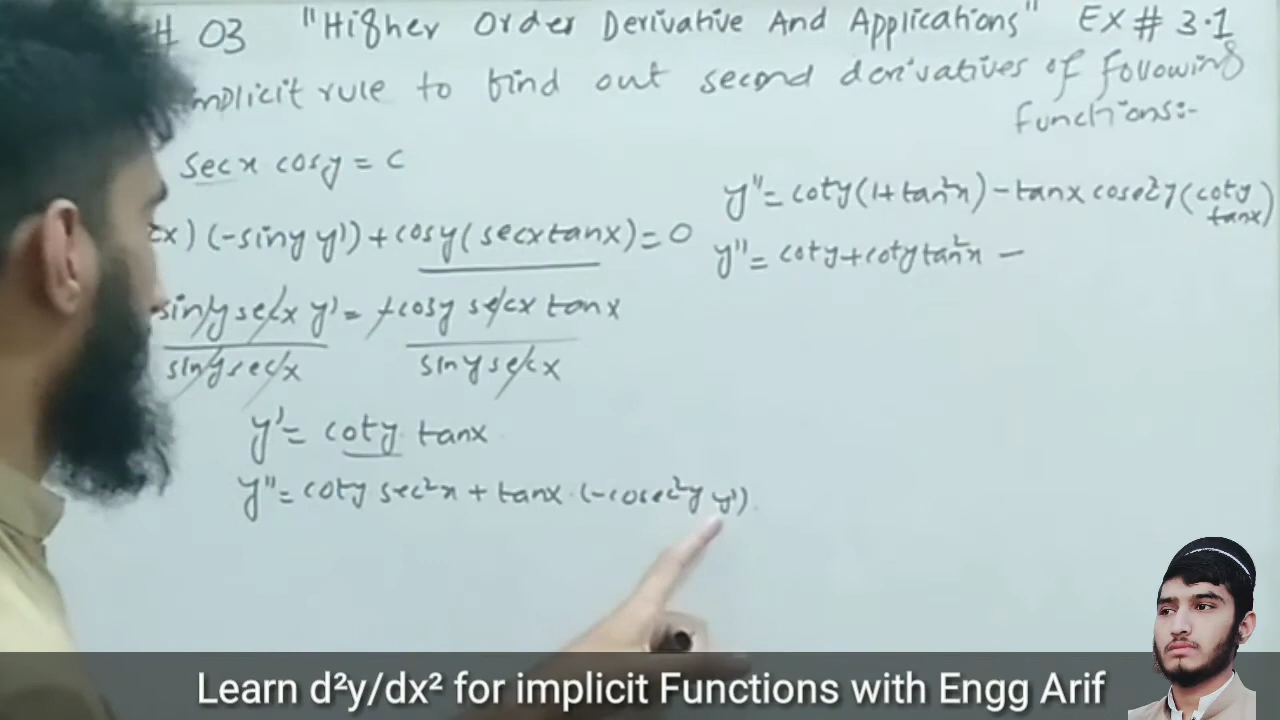 # 03 "Higher Order Derivative And Applications" EX # 3.1
implicit rule to find out second derivatives of following
functions:-
secx cosy = c
cx) (-siny y') + cosy(secxtanx) = 0
siny secx y' = +cosy secx tanx
siny secx siny secx
y' = coty tanx
y'' = coty sec²x + tanx · (-cosec²y y').
y'' = coty(1+tan²x) - tanx cosec²y(coty
tanx)
y'' = coty + coty tan²x -
Learn d²y/dx² for implicit Functions with Engg Arif